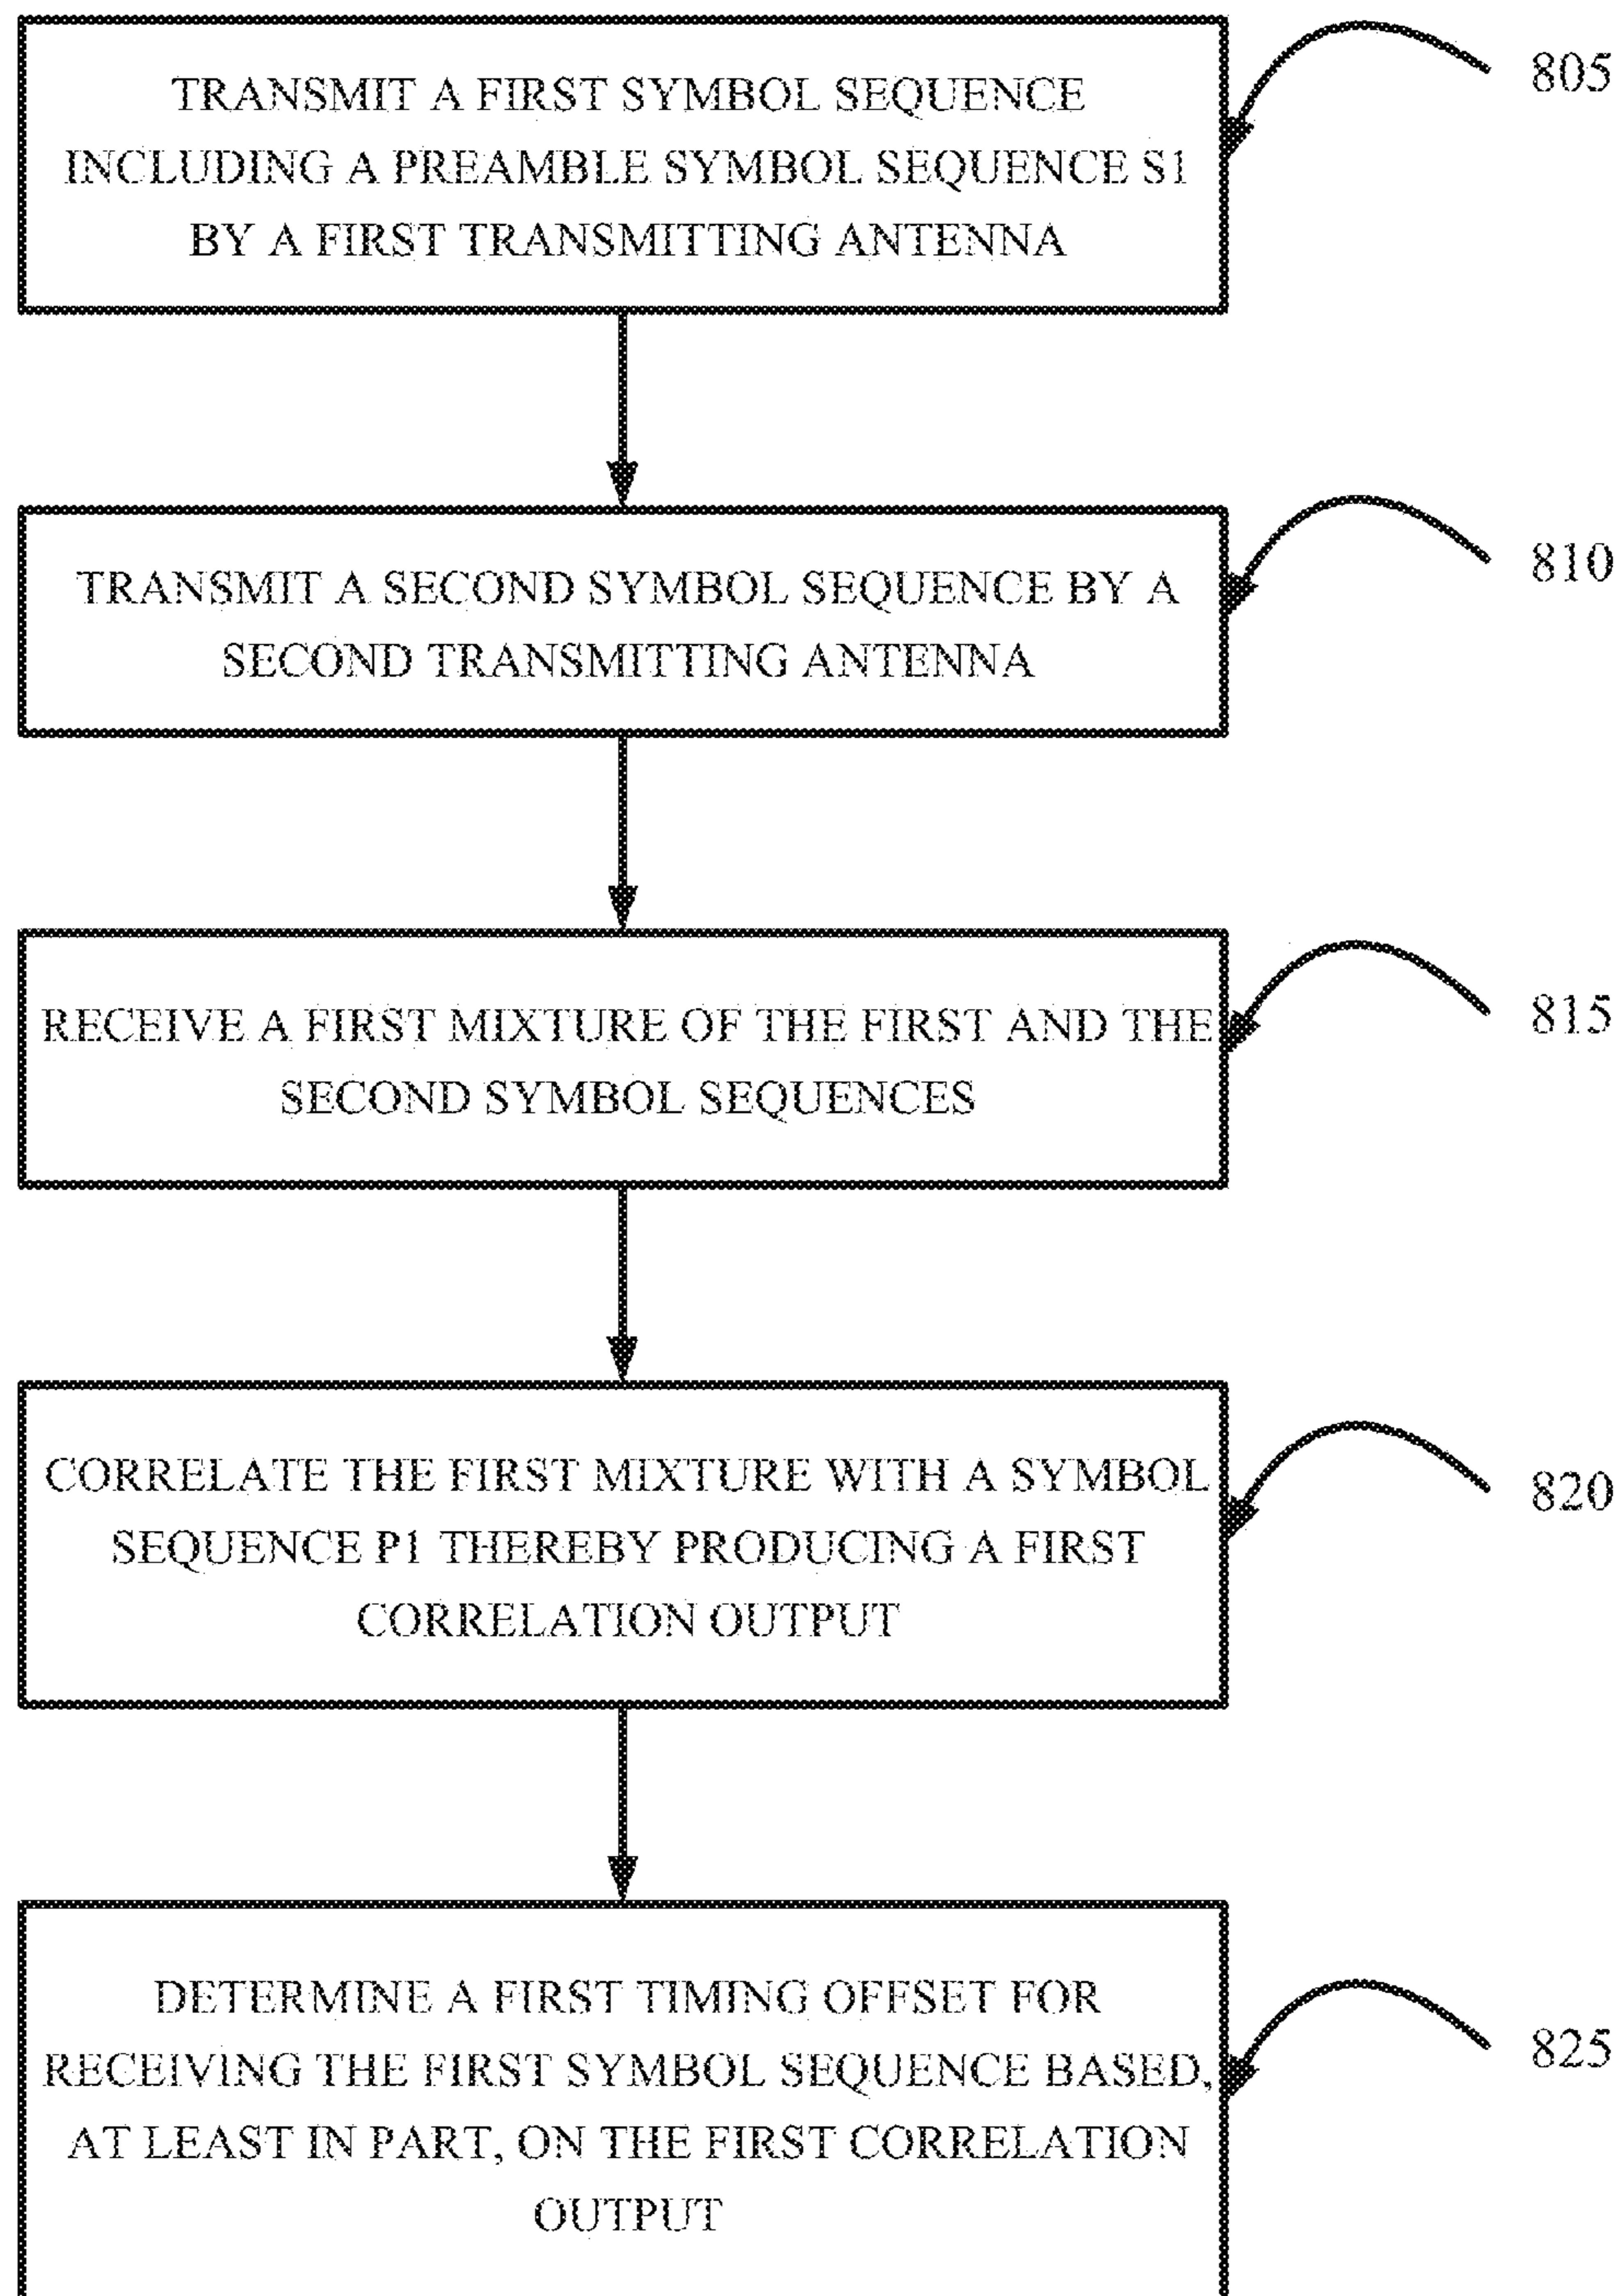 TRANSMIT A FIRST SYMBOL SEQUENCE
INCLUDING A PREAMBLE SYMBOL SEQUENCE S1
BY A FIRST TRANSMITTING ANTENNA
805
TRANSMIT A SECOND SYMBOL SEQUENCE BY A
SECOND TRANSMITTING ANTENNA
810
RECEIVE A FIRST MIXTURE OF THE FIRST AND THE
SECOND SYMBOL SEQUENCES
815
CORRELATE THE FIRST MIXTURE WITH A SYMBOL
SEQUENCE P1 THEREBY PRODUCING A FIRST
CORRELATION OUTPUT
820
DETERMINE A FIRST TIMING OFFSET FOR
RECEIVING THE FIRST SYMBOL SEQUENCE BASED,
AT LEAST IN PART, ON THE FIRST CORRELATION
OUTPUT
825